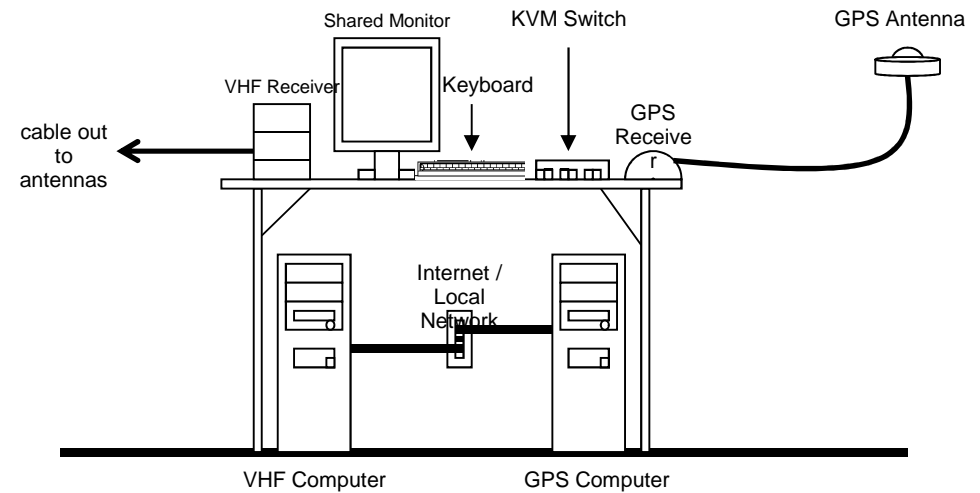 Shared Monitor
KVM Switch
GPS Antenna
VHF Receiver
Keyboard
GPS
Receive
r
cable out
to
antennas
Internet /
Local
Network
VHF Computer
GPS Computer